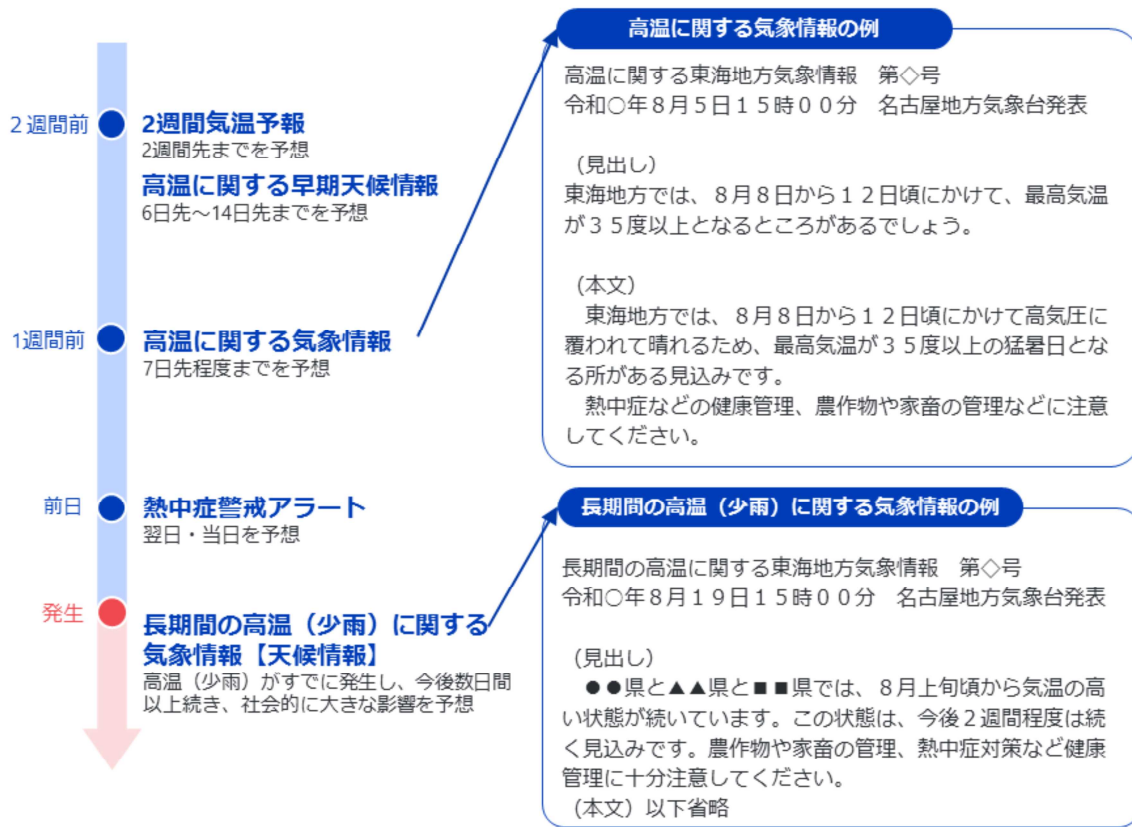 2週間前
2週間気温予報
2週間先までを予想
高温に関する早期天候情報
6日先～14日先までを予想
1週間前
高温に関する気象情報
7日先程度までを予想
前日
熱中症警戒アラート
翌日・当日を予想
発生
長期間の高温（少雨）に関する
気象情報【天候情報】
高温（少雨）がすでに発生し、今後数日間
以上続き、社会的に大きな影響を予想
高温に関する気象情報の例
高温に関する東海地方気象情報　第◇号
令和○年８月５日１５時００分　名古屋地方気象台発表
（見出し）
東海地方では、８月８日から１２日頃にかけて、最高気温
が３５度以上となるところがあるでしょう。
（本文）
　東海地方では、８月８日から１２日頃にかけて高気圧に
覆われて晴れるため、最高気温が３５度以上の猛暑日とな
る所がある見込みです。
　熱中症などの健康管理、農作物や家畜の管理などに注意
してください。
長期間の高温（少雨）に関する気象情報の例
長期間の高温に関する東海地方気象情報　第◇号
令和○年８月１９日１５時００分　名古屋地方気象台発表
（見出し）
　●●県と▲▲県と■■県では、８月上旬頃から気温の高
い状態が続いています。この状態は、今後２週間程度は続
く見込みです。農作物や家畜の管理、熱中症対策など健康
管理に十分注意してください。
（本文）以下省略